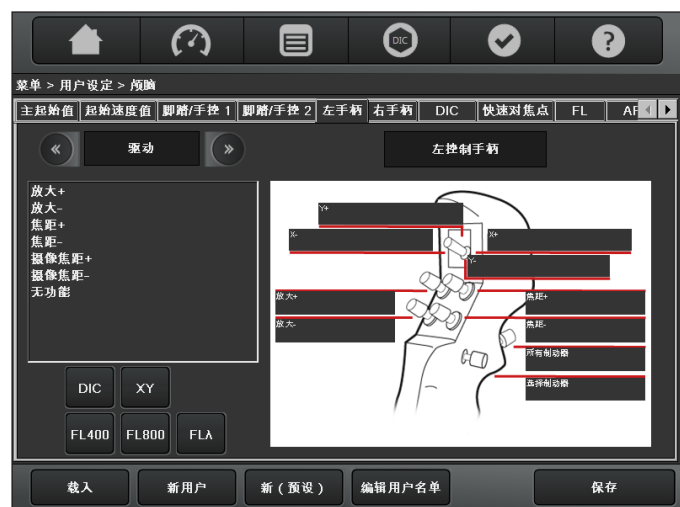 DIC
?
菜单 > 用户设定 > 颅脑
主起始值 起始速度值 脚踏/手控 1 脚踏/手控 2 左手柄 右手柄 DIC 快速对焦点 FL AF
« 驱动 »
左控制手柄
放大+
放大-
焦距+
焦距-
摄像焦距+
摄像焦距-
无功能
Y+
X-
X+
Y-
放大+
焦距+
放大-
焦距-
所有制动器
选择制动器
DIC XY
FL400 FL800 FLλ
载入 新用户 新（预设） 编辑用户名单 保存